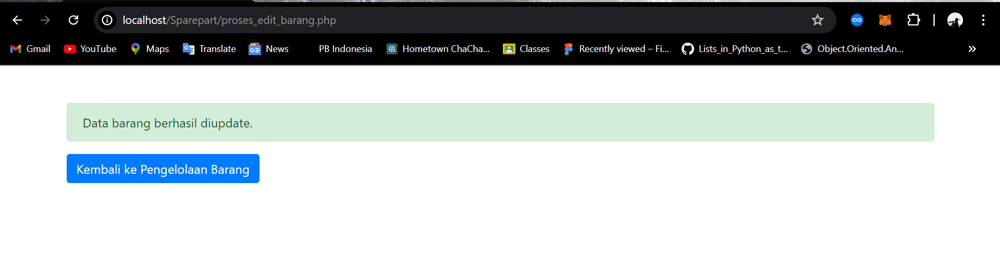 localhost/Sparepart/proses_edit_barang.php
Gmail YouTube Maps Translate News PB Indonesia Hometown ChaCha... Classes Recently viewed – Fi... Lists_in_Python_as_t... Object.Oriented.An...
Data barang berhasil diupdate.
Kembali ke Pengelolaan Barang